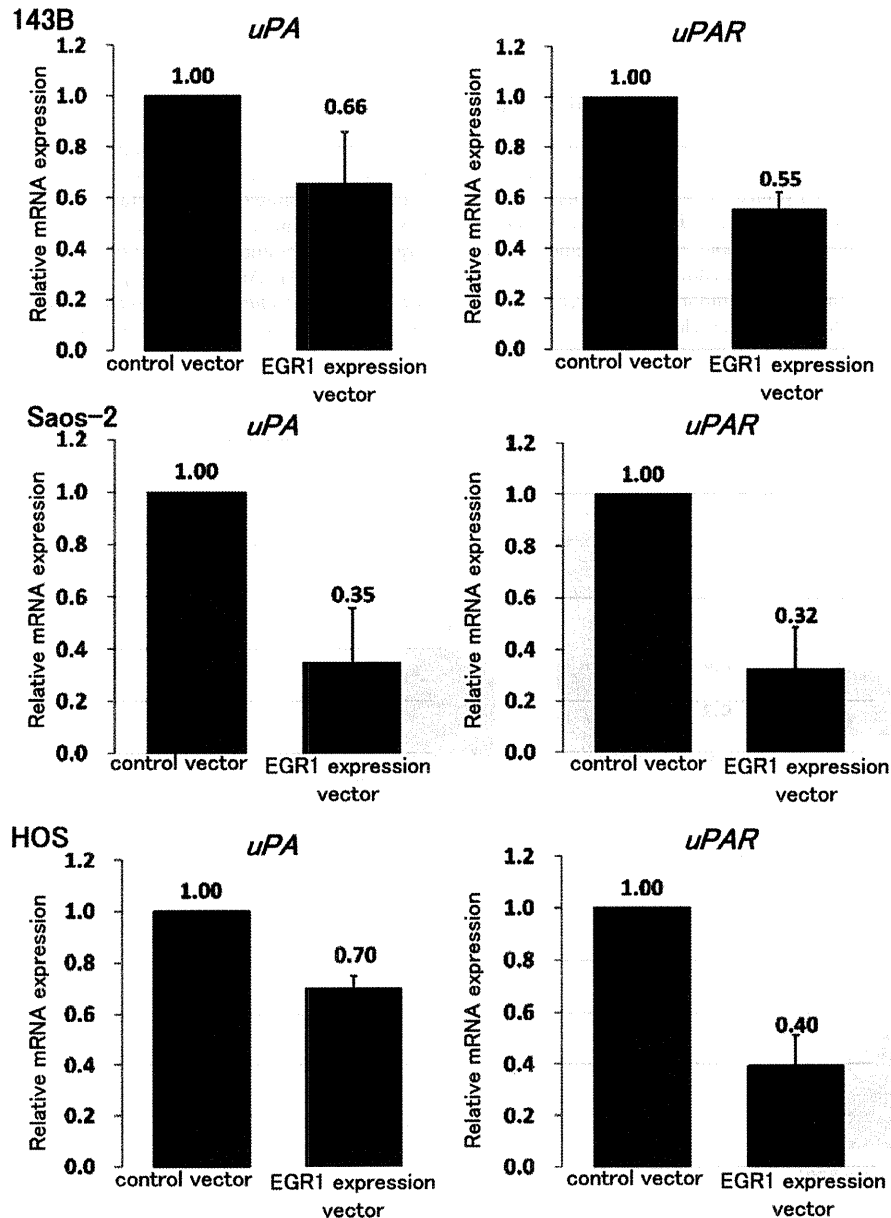 143B
uPA
Relative mRNA expression
1.2
1.0
0.8
0.6
0.4
0.2
0.0
1.00
0.66
control vector
EGR1 expression
vector
uPAR
Relative mRNA expression
1.2
1.0
0.8
0.6
0.4
0.2
0.0
1.00
0.55
control vector
EGR1 expression
vector
Saos-2
uPA
Relative mRNA expression
1.2
1.0
0.8
0.6
0.4
0.2
0.0
1.00
0.35
control vector
EGR1 expression
vector
uPAR
Relative mRNA expression
1.2
1.0
0.8
0.6
0.4
0.2
0.0
1.00
0.32
control vector
EGR1 expression
vector
HOS
uPA
Relative mRNA expression
1.2
1.0
0.8
0.6
0.4
0.2
0.0
1.00
0.70
control vector
EGR1 expression
vector
uPAR
Relative mRNA expression
1.2
1.0
0.8
0.6
0.4
0.2
0.0
1.00
0.40
control vector
EGR1 expression
vector